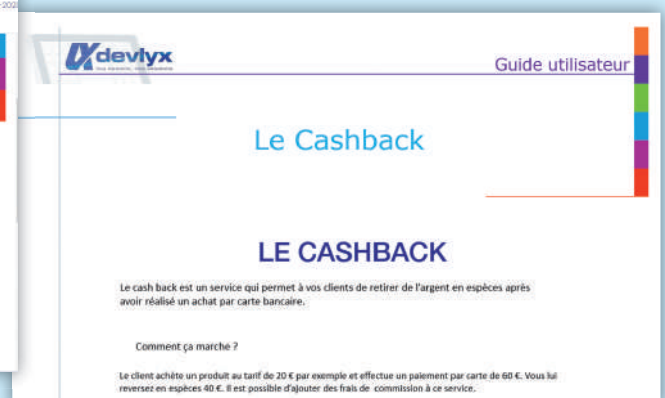 202
devlyx
Guide utilisateur
Le Cashback
LE CASHBACK
Le cash back est un service qui permet à vos clients de retirer de l'argent en espèces après
avoir réalisé un achat par carte bancaire.
Comment ça marche ?
Le client achète un produit au tarif de 20 € par exemple et effectue un paiement par carte de 60 €. Vous lui
reversez en espèces 40 €. Il est possible d'ajouter des frais de commission à ce service.